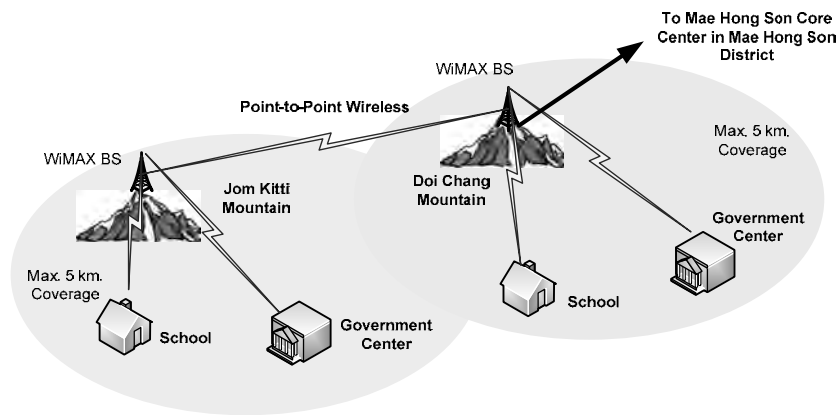 To Mae Hong Son Core
Center in Mae Hong Son
District
WiMAX BS
Point-to-Point Wireless
Max. 5 km.
Coverage
WiMAX BS
Jom Kitti
Mountain
Doi Chang
Mountain
Government
Center
Max. 5 km.
Coverage
School
School
Government
Center